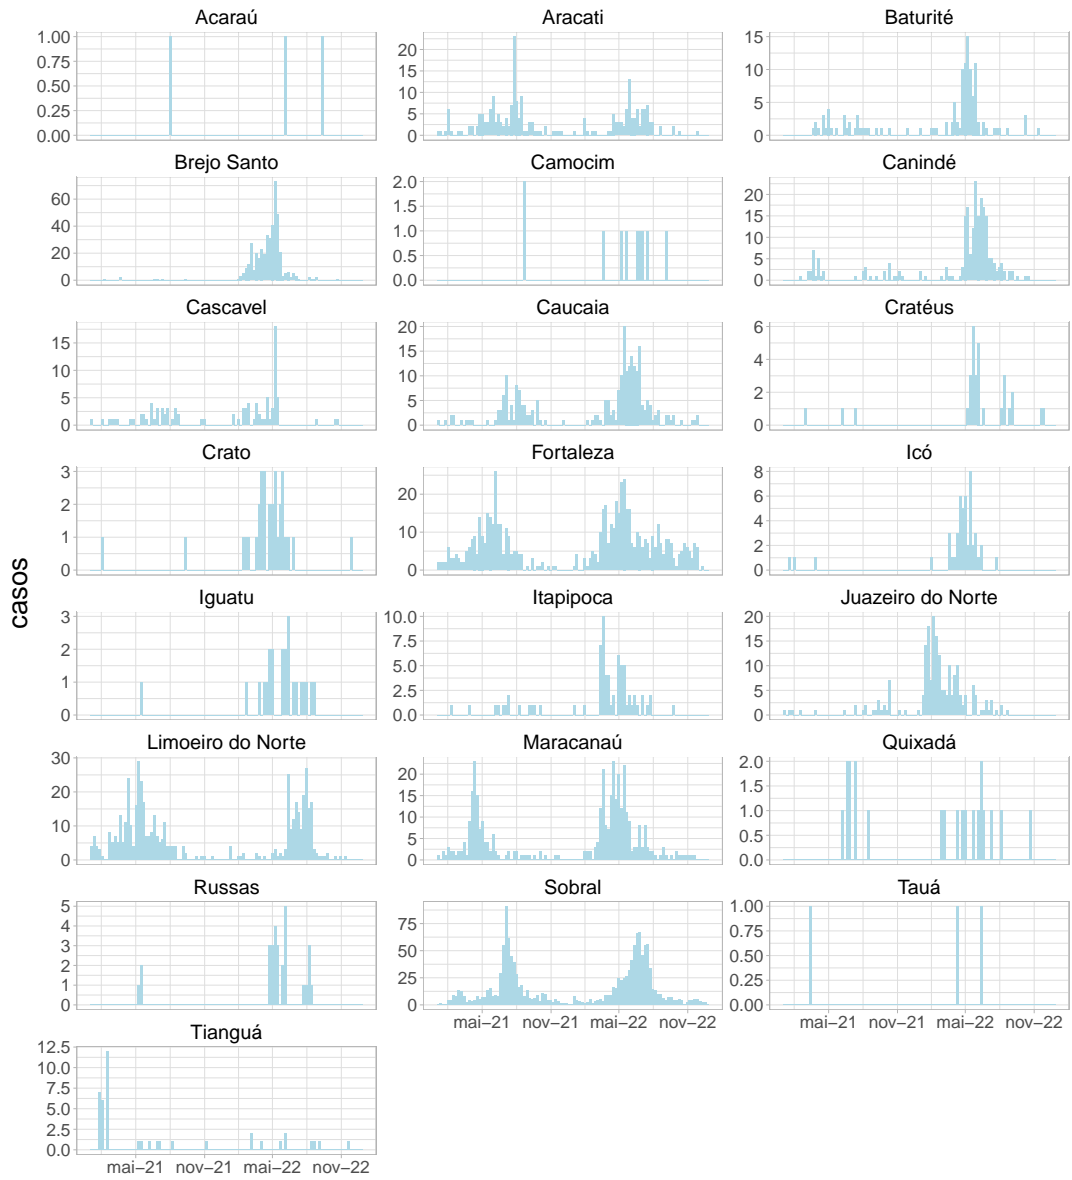 Acaraú Aracati Baturité
1.00 0.75 0.50 0.25 0.00
20 15 10 5 0
15 10 5 0
Brejo Santo Camocim Canindé
60 40 20 0
2.0 1.5 1.0 0.5 0.0
20 15 10 5 0
Cascavel Caucaia Cratéus
15 10 5 0
20 15 10 5 0
6 4 2 0
Crato Fortaleza Icó
3 2 1 0
20 10 0
8 6 4 2 0
casos
Iguatu Itapipoca Juazeiro do Norte
3 2 1 0
10.0 7.5 5.0 2.5 0.0
20 15 10 5 0
Limoeiro do Norte Maracanaú Quixadá
30 20 10 0
20 15 10 5 0
2.0 1.5 1.0 0.5 0.0
Russas Sobral Tauá
5 4 3 2 1 0
75 50 25 0
1.00 0.75 0.50 0.25 0.00
mai–21 nov–21 mai–22 nov–22
mai–21 nov–21 mai–22 nov–22
Tianguá
12.5 10.0 7.5 5.0 2.5 0.0
mai–21 nov–21 mai–22 nov–22